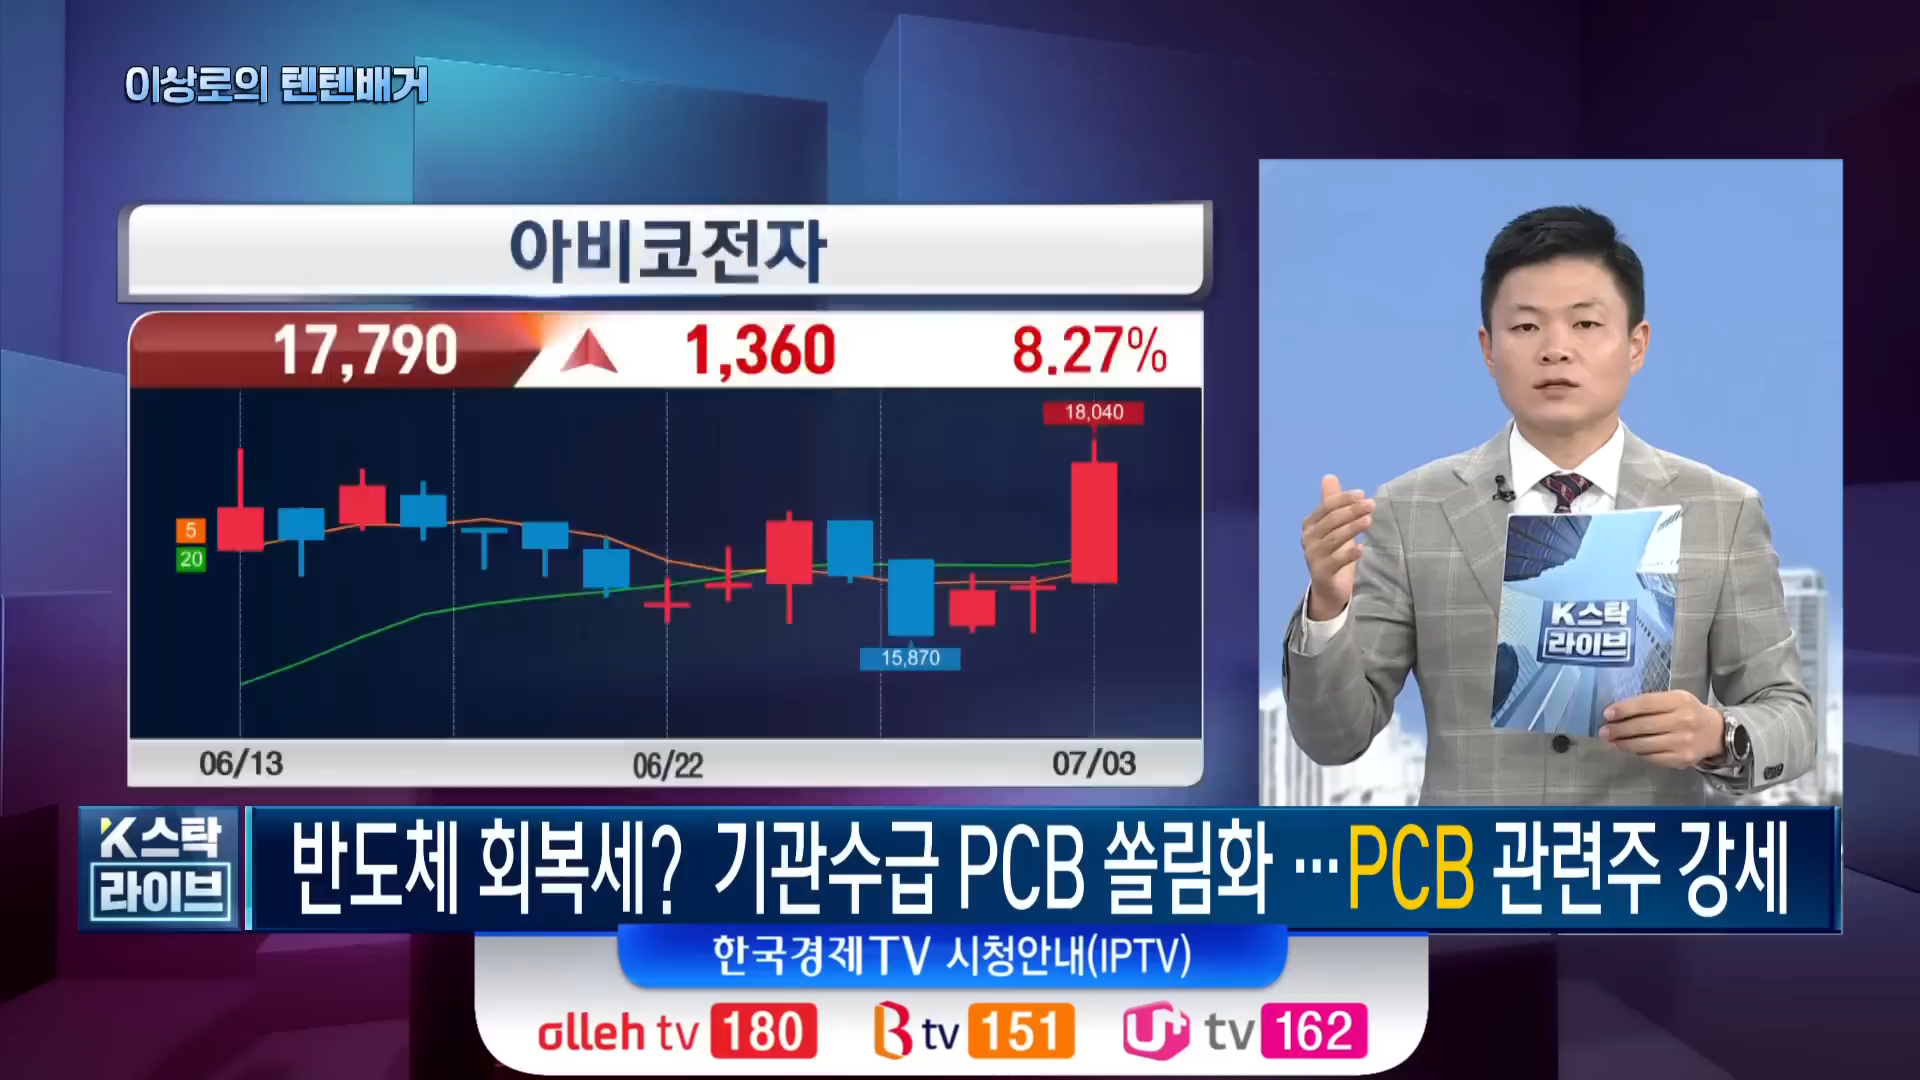 이상로의 텐텐배거
아비코전자
17,790 1,360 8.27%
18,040
5
20
15,870
06/13 06/22 07/03
K스탁
라이브
K스탁
라이브
반도체 회복세? 기관수급 PCB 쏠림화 …PCB 관련주 강세
한국경제TV 시청안내(IPTV)
olleh tv 180 B tv 151 U+ tv 162